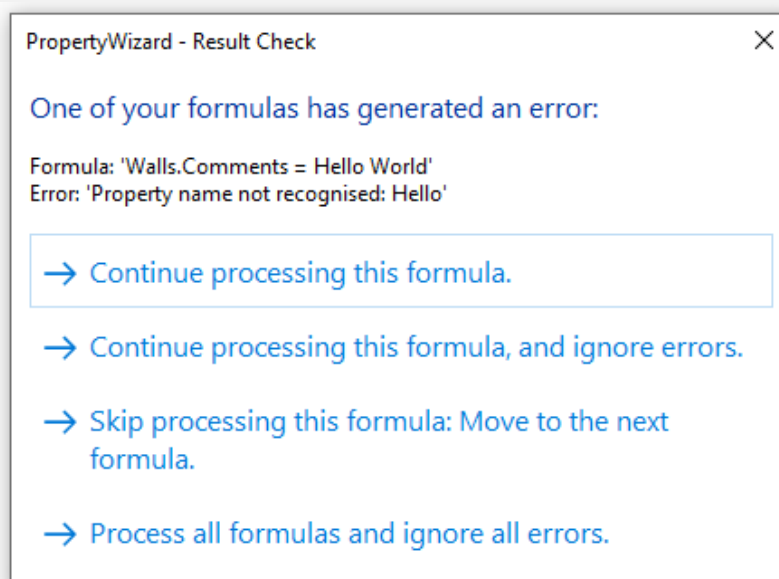 PropertyWizard - Result Check
One of your formulas has generated an error:
Formula: 'Walls.Comments = Hello World'
Error: 'Property name not recognised: Hello'
→ Continue processing this formula.
→ Continue processing this formula, and ignore errors.
→ Skip processing this formula: Move to the next
formula.
→ Process all formulas and ignore all errors.